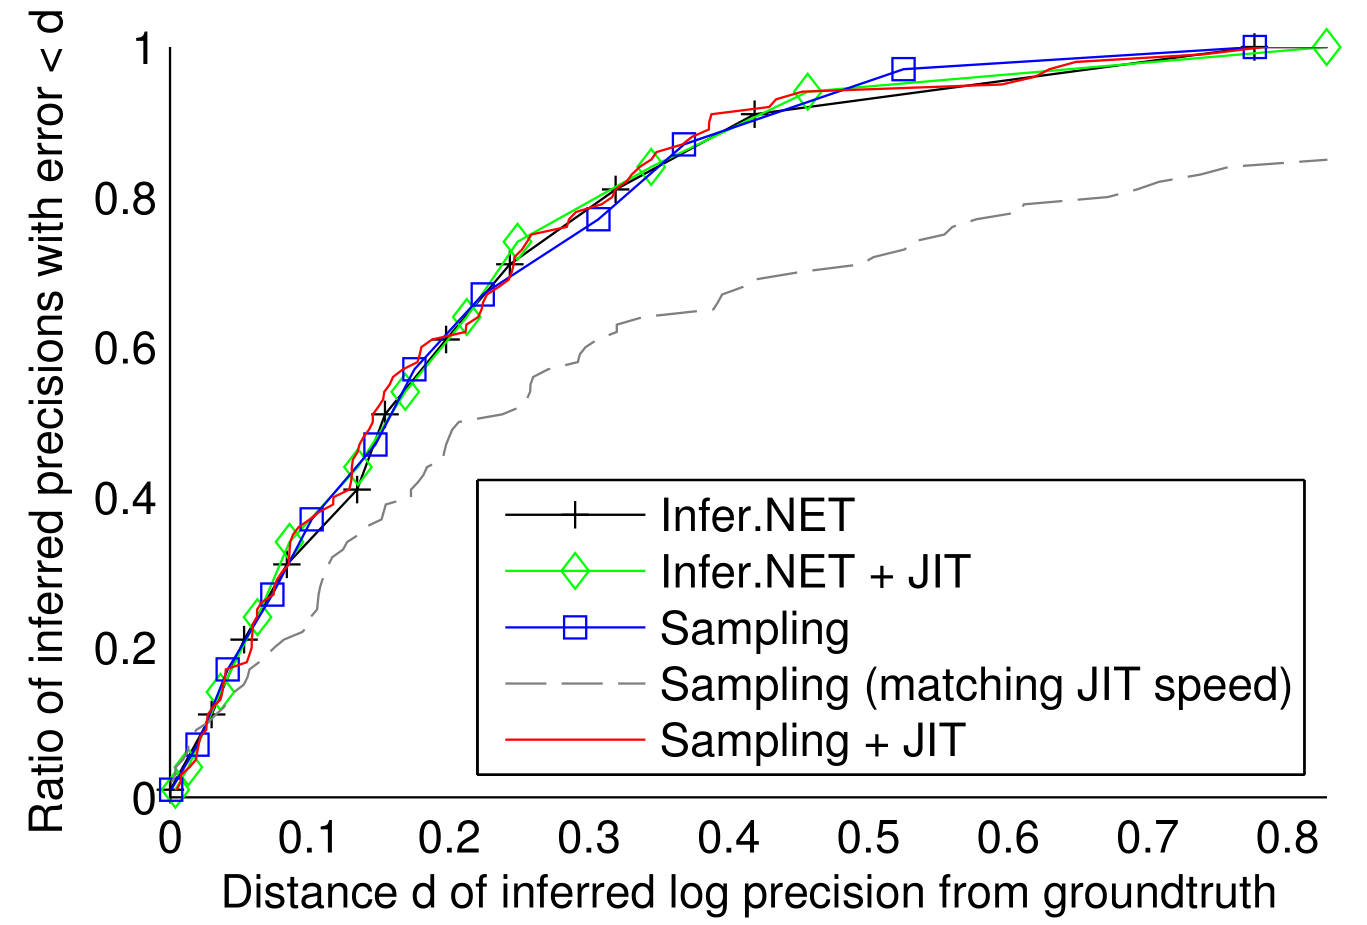 Ratio of inferred precisions with error < d
1
0.8
0.6
0.4
0.2
0
0 0.1 0.2 0.3 0.4 0.5 0.6 0.7 0.8
Distance d of inferred log precision from groundtruth
Infer.NET
Infer.NET + JIT
Sampling
Sampling (matching JIT speed)
Sampling + JIT